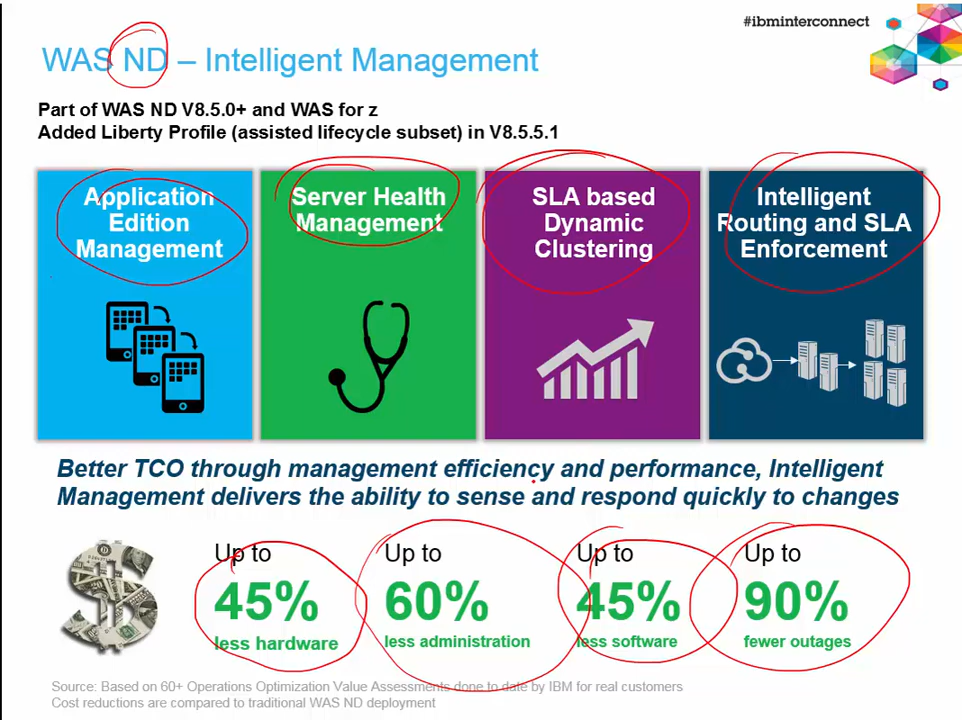 #ibminterconnect
WAS ND – Intelligent Management
Part of WAS ND V8.5.0+ and WAS for z
Added Liberty Profile (assisted lifecycle subset) in V8.5.5.1
Application
Edition
Management
Server Health
Management
SLA based
Dynamic
Clustering
Intelligent
Routing and SLA
Enforcement
Better TCO through management efficiency and performance, Intelligent
Management delivers the ability to sense and respond quickly to changes
Up to
45%
less hardware
Up to
60%
less administration
Up to
45%
less software
Up to
90%
fewer outages
Source: Based on 60+ Operations Optimization Value Assessments done to date by IBM for real customers
Cost reductions are compared to traditional WAS ND deployment